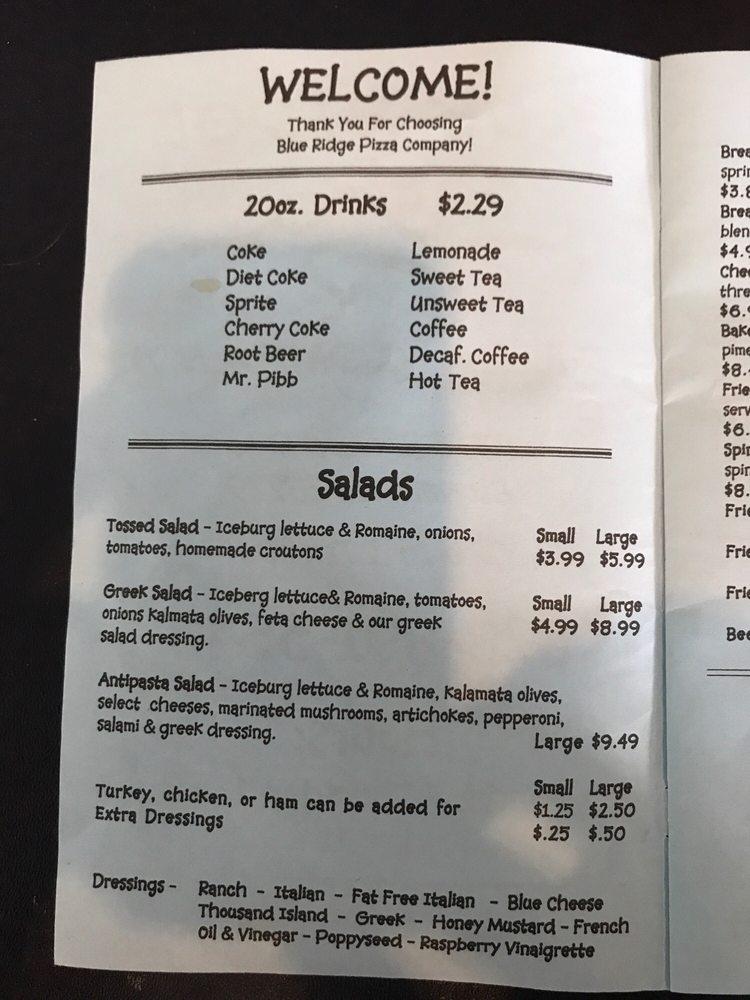 WELCOME!
Thank You For Choosing
Blue Ridge Pizza Company!
20oz. Drinks $2.29
Coke Lemonade
Diet Coke Sweet Tea
Sprite Unsweet Tea
Cherry Coke Coffee
Root Beer Decaf. Coffee
Mr. Pibb Hot Tea
Salads
Tossed Salad - Iceburg lettuce & Romaine, onions,
tomatoes, homemade croutons
Small Large
$3.99 $5.99
Greek Salad - Iceberg lettuce& Romaine, tomatoes,
onions Kalmata olives, feta cheese & our greek
salad dressing.
Small Large
$4.99 $8.99
Antipasta Salad - Iceburg lettuce & Romaine, Kalamata olives,
select cheeses, marinated mushrooms, artichokes, pepperoni,
salami & greek dressing.
Large $9.49
Small Large
Turkey, chicken, or ham can be added for $1.25 $2.50
Extra Dressings $.25 $.50
Dressings - Ranch - Italian - Fat Free Italian - Blue Cheese
Thousand Island - Greek - Honey Mustard - French
Oil & Vinegar - Poppyseed - Raspberry Vinaigrette